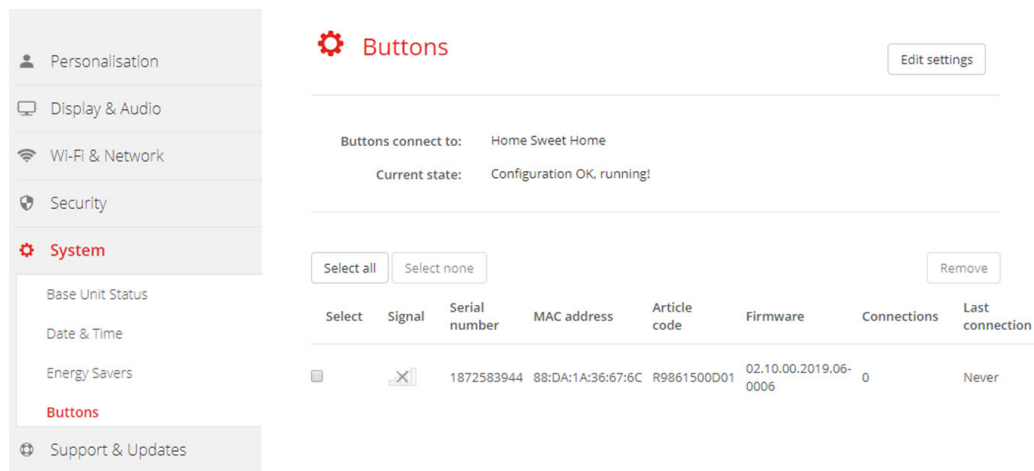 Personalisation
Display & Audio
Wi-Fi & Network
Security
System
Base Unit Status
Date & Time
Energy Savers
Buttons
Support & Updates
Buttons
Edit settings
Buttons connect to: Home Sweet Home
Current state: Configuration OK, running!
Select all Select none Remove
Select Signal Serial number MAC address Article code Firmware Connections Last connection
1872583944 88:DA:1A:36:67:6C R9861500D01 02.10.00.2019.06-0006 0 Never